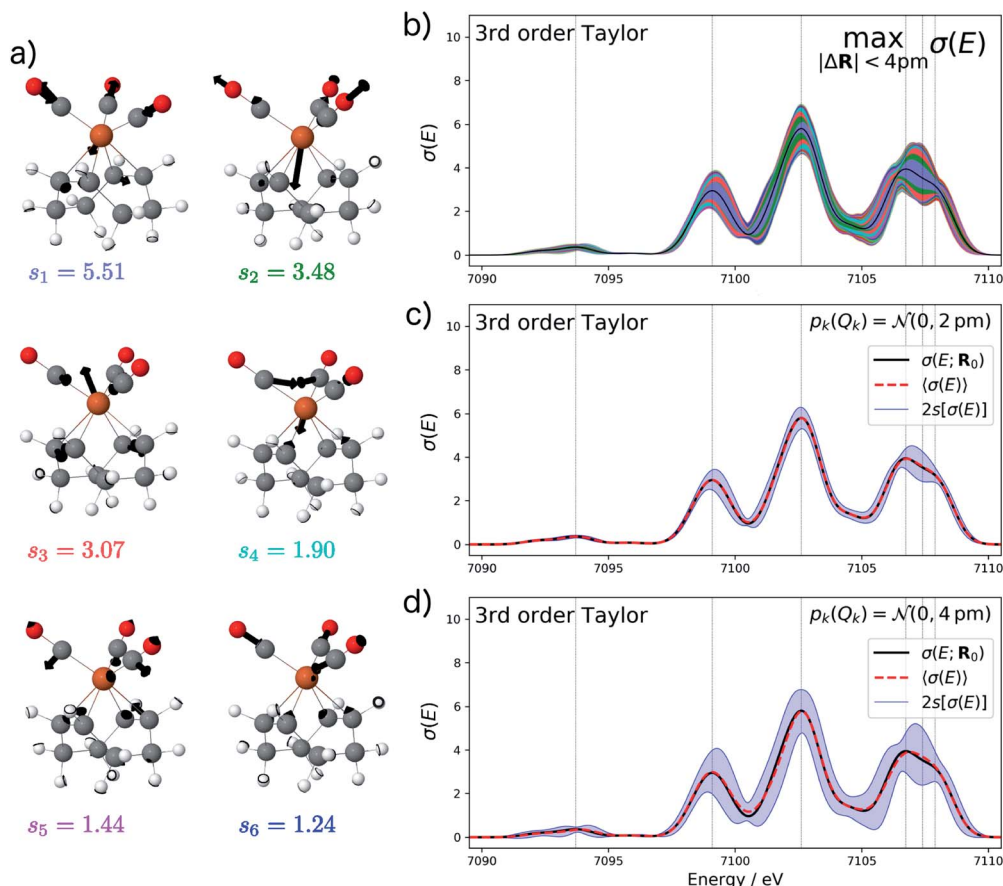 a)
s₁ = 5.51
s₂ = 3.48
s₃ = 3.07
s₄ = 1.90
s₅ = 1.44
s₆ = 1.24
b)
3rd order Taylor
max σ(E)
|ΔR| < 4pm
σ(E)
10
8
6
4
2
0
7090
7095
7100
7105
7110
c)
3rd order Taylor
pₖ(Qₖ) = 𝒩(0, 2 pm)
σ(E; R₀)
⟨σ(E)⟩
2s[σ(E)]
σ(E)
10
8
6
4
2
0
7090
7095
7100
7105
7110
d)
3rd order Taylor
pₖ(Qₖ) = 𝒩(0, 4 pm)
σ(E; R₀)
⟨σ(E)⟩
2s[σ(E)]
σ(E)
10
8
6
4
2
0
7090
7095
7100
7105
7110
Energy / eV